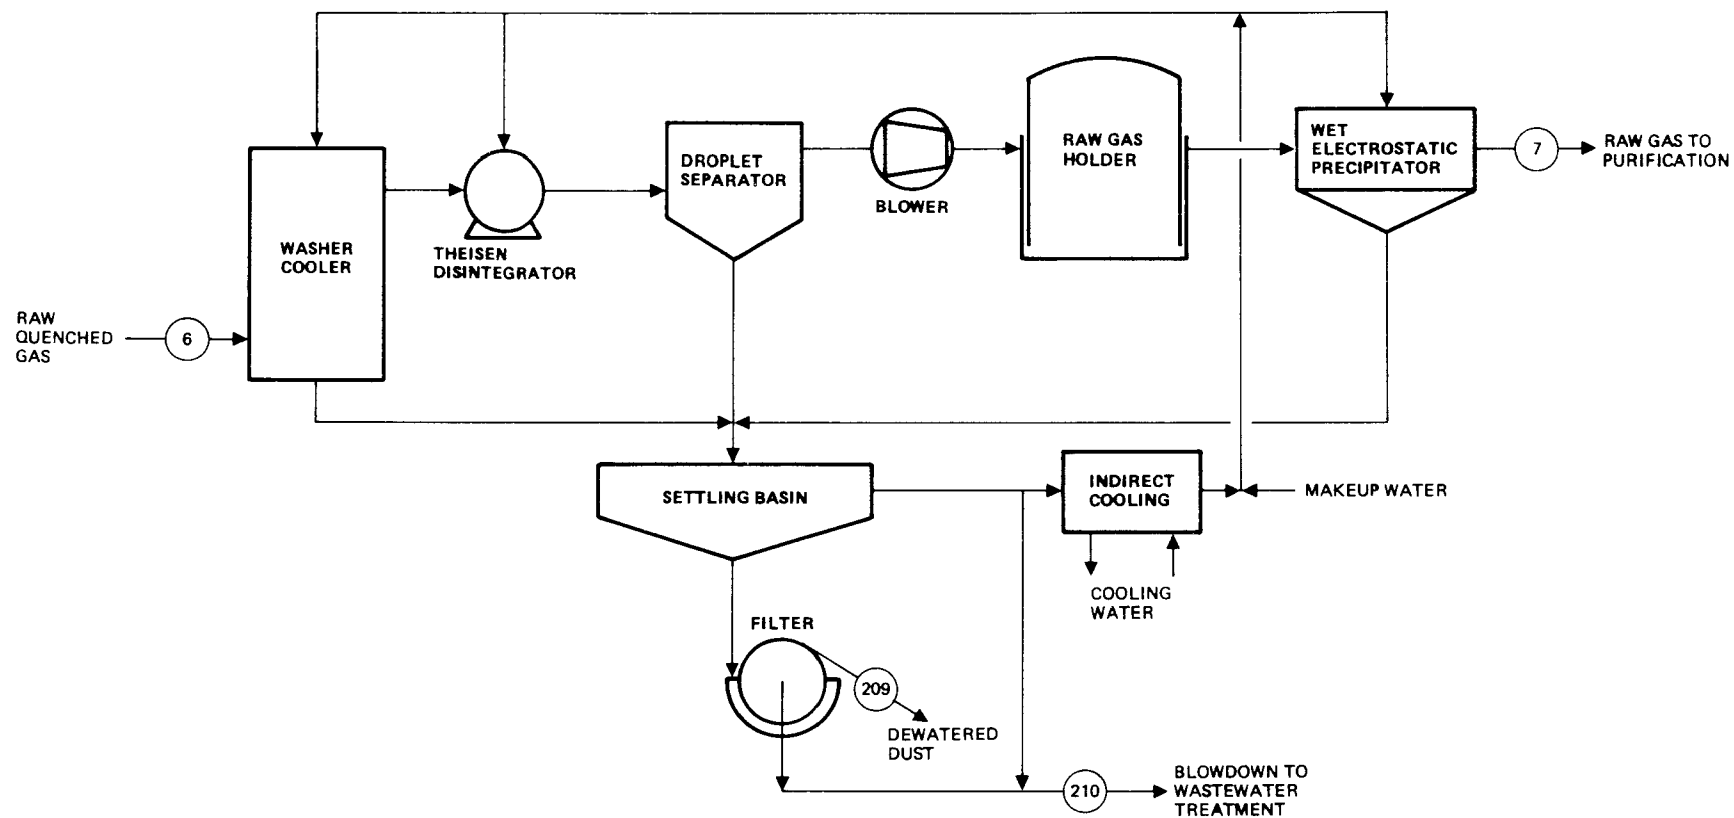 RAW GAS
HOLDER
WET
ELECTROSTATIC
PRECIPITATOR
7
RAW GAS TO
PURIFICATION
DROPLET
SEPARATOR
BLOWER
WASHER
COOLER
THEISEN
DISINTEGRATOR
RAW
QUENCHED
GAS
6
SETTLING BASIN
INDIRECT
COOLING
MAKEUP WATER
COOLING
WATER
FILTER
209
DEWATERED
DUST
210
BLOWDOWN TO
WASTEWATER
TREATMENT